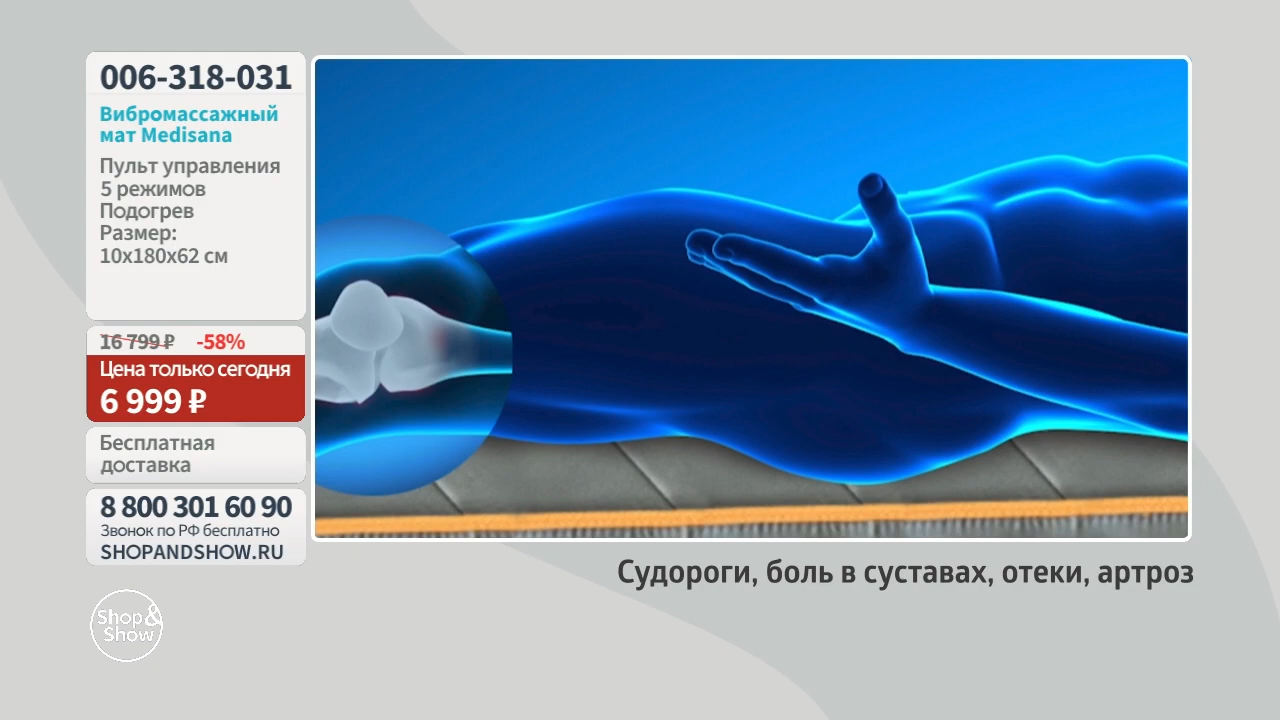 006-318-031
Вибромассажный
мат Medisana
Пульт управления
5 режимов
Подогрев
Размер:
10x180x62 см
16 799 ₽ -58%
Цена только сегодня
6 999 ₽
Бесплатная
доставка
8 800 301 60 90
Звонок по РФ бесплатно
SHOPANDSHOW.RU
Shop&
Show
Судороги, боль в суставах, отеки, артроз